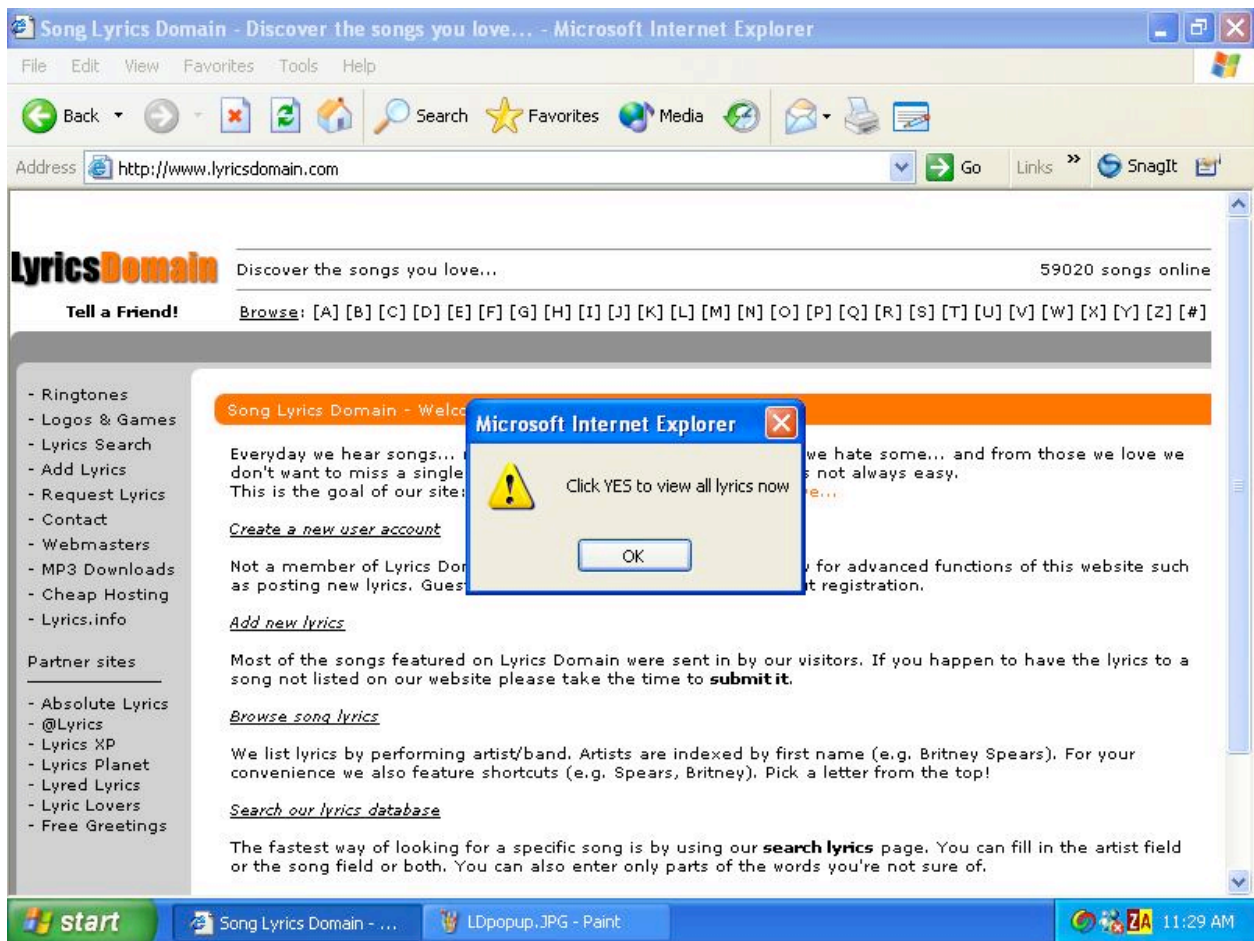 Song Lyrics Domain - Discover the songs you love... - Microsoft Internet Explorer
File Edit View Favorites Tools Help
Back Search Favorites Media
Address http://www.lyricsdomain.com Go Links » SnagIt
LyricsDomain Discover the songs you love... 59020 songs online
Tell a Friend! Browse: [A] [B] [C] [D] [E] [F] [G] [H] [I] [J] [K] [L] [M] [N] [O] [P] [Q] [R] [S] [T] [U] [V] [W] [X] [Y] [Z] [#]
- Ringtones
- Logos & Games
- Lyrics Search
- Add Lyrics
- Request Lyrics
- Contact
- Webmasters
- MP3 Downloads
- Cheap Hosting
- Lyrics.info
Partner sites
- Absolute Lyrics
- @Lyrics
- Lyrics XP
- Lyrics Planet
- Lyred Lyrics
- Lyric Lovers
- Free Greetings
Song Lyrics Domain -
Everyday we hear songs... we hate some... and from those we love we
don't want to miss a single not always easy.
This is the goal of our site:
Create a new user account
Not a member of Lyrics for advanced functions of this website such
as posting new lyrics. registration.
Add new lyrics
Most of the songs featured on Lyrics Domain were sent in by our visitors. If you happen to have the lyrics to a
song not listed on our website please take the time to submit it.
Browse song lyrics
We list lyrics by performing artist/band. Artists are indexed by first name (e.g. Britney Spears). For your
convenience we also feature shortcuts (e.g. Spears, Britney). Pick a letter from the top!
Search our lyrics database
The fastest way of looking for a specific song is by using our search lyrics page. You can fill in the artist field
or the song field or both. You can also enter only parts of the words you're not sure of.
Microsoft Internet Explorer
Click YES to view all lyrics now
OK
start Song Lyrics Domain - ... LDpopup.JPG - Paint ZA 11:29 AM